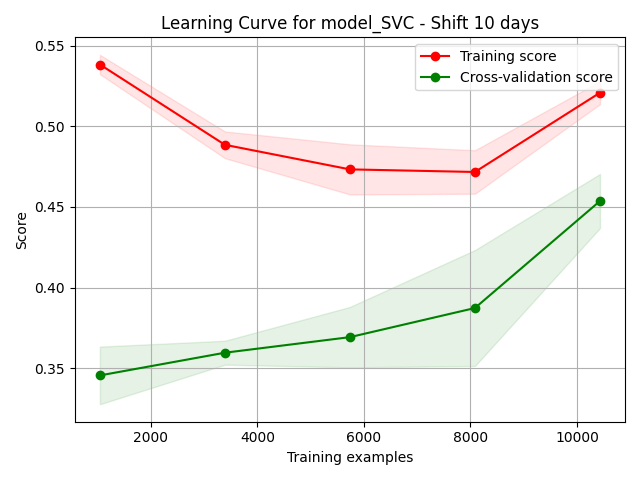 Learning Curve for model_SVC - Shift 10 days
Training score
Cross-validation score
Score
0.55
0.50
0.45
0.40
0.35
2000
4000
6000
8000
10000
Training examples